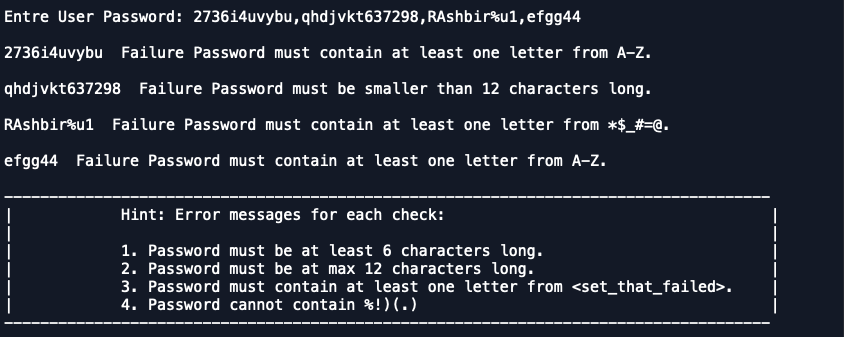 Entre User Password: 2736i4uvybu,qhdjvkt637298,RAshbir%u1,efgg44
2736i4uvybu  Failure Password must contain at least one letter from A-Z.
qhdjvkt637298  Failure Password must be smaller than 12 characters long.
RAshbir%u1  Failure Password must contain at least one letter from *$_#=@.
efgg44  Failure Password must contain at least one letter from A-Z.
Hint: Error messages for each check:
1. Password must be at least 6 characters long.
2. Password must be at max 12 characters long.
3. Password must contain at least one letter from <set_that_failed>.
4. Password cannot contain %!)(.)